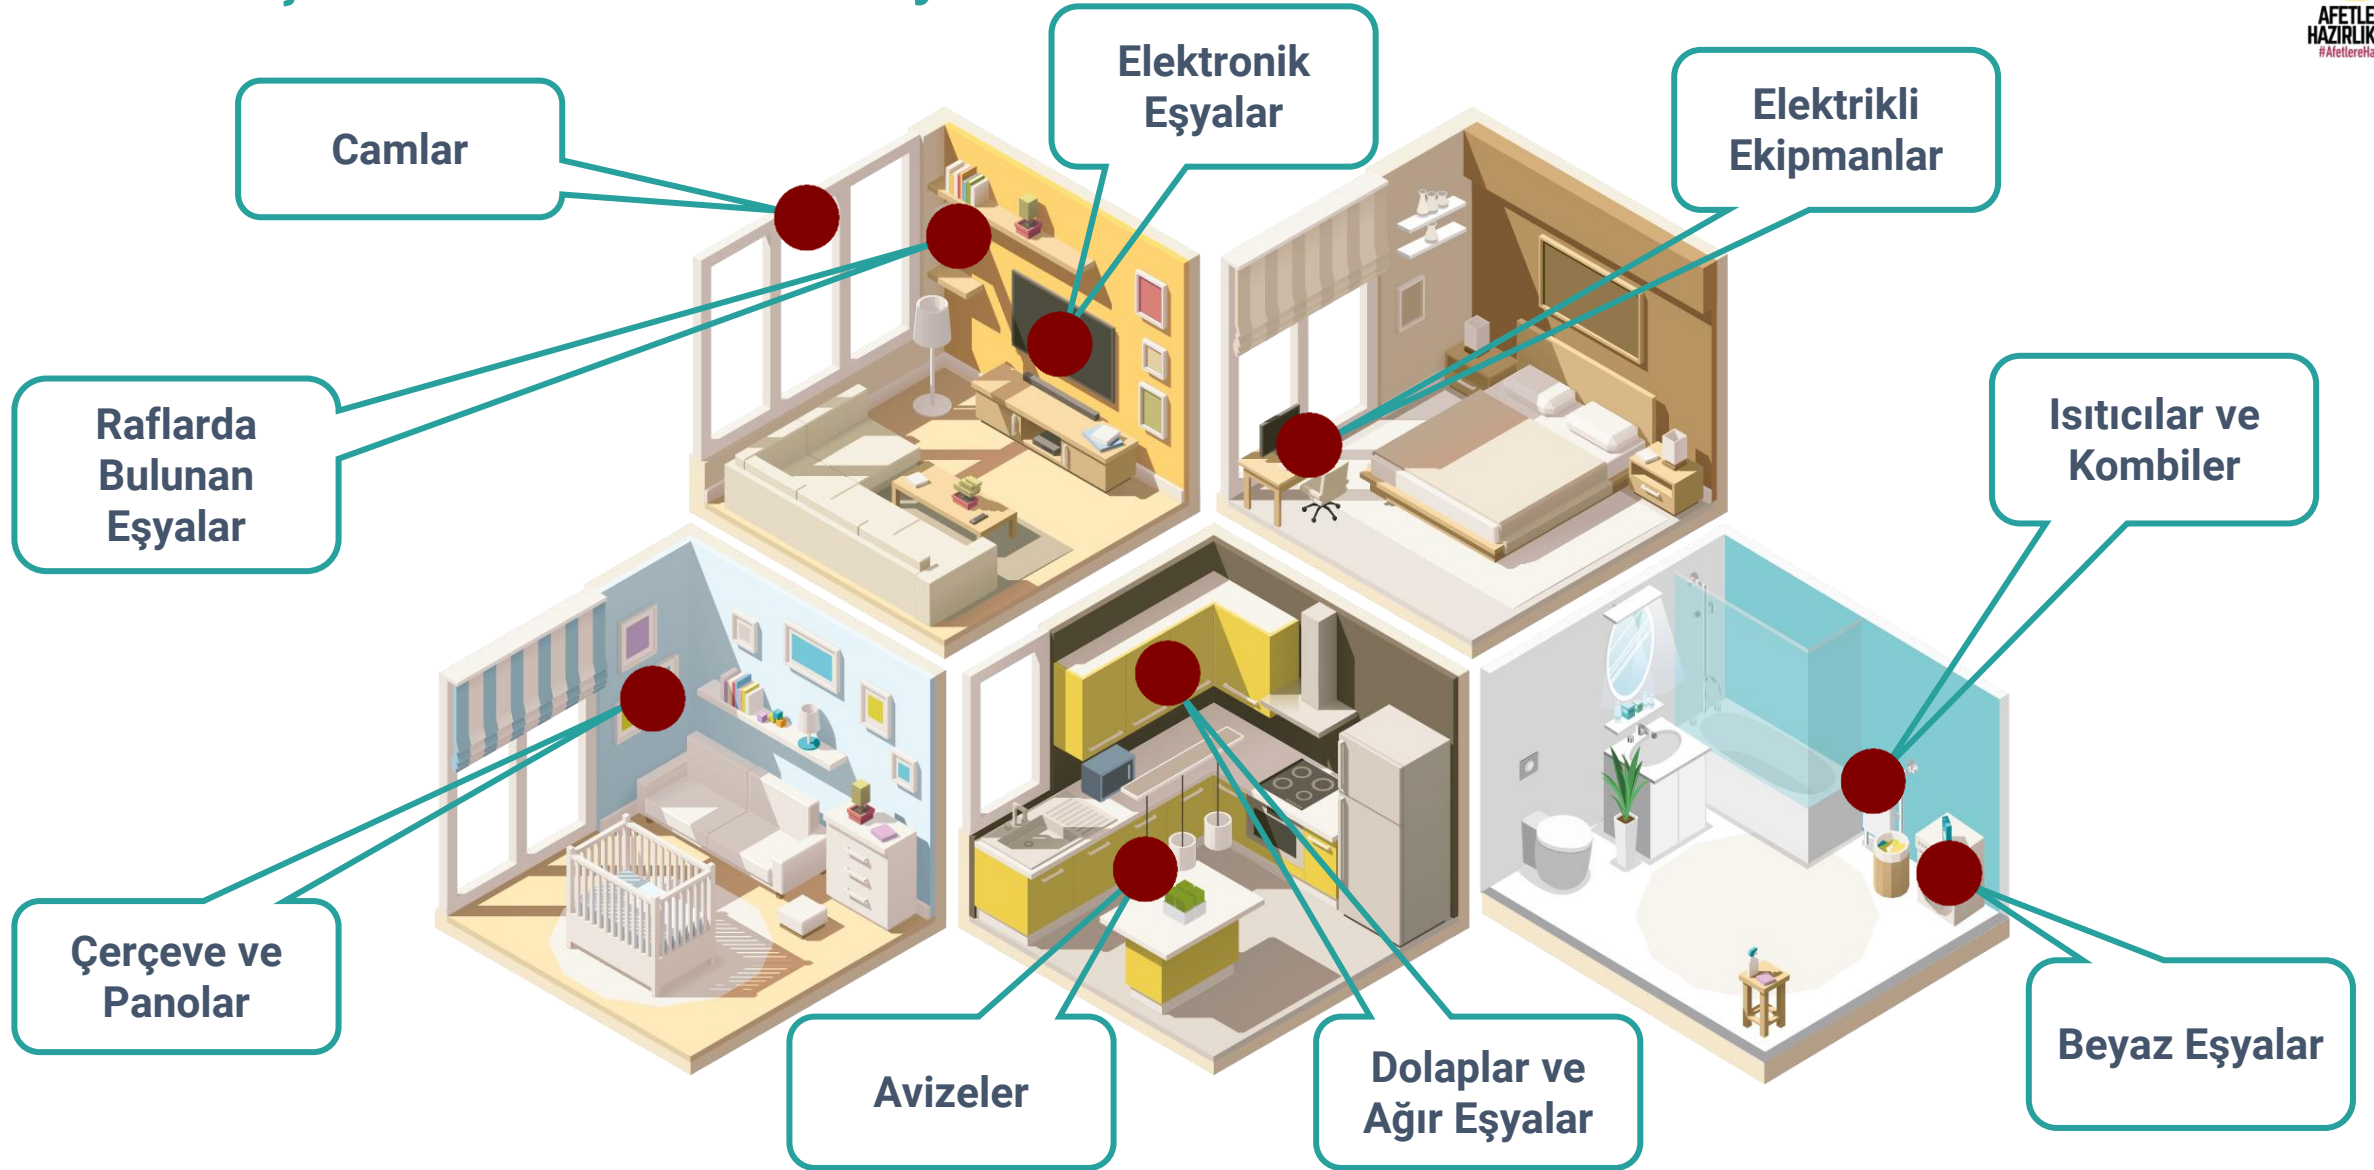 Elektronik
Eşyalar
Camlar
Elektrikli
Ekipmanlar
Raflarda
Bulunan
Eşyalar
Isıtıcılar ve
Kombiler
Çerçeve ve
Panolar
Avizeler
Dolaplar ve
Ağır Eşyalar
Beyaz Eşyalar